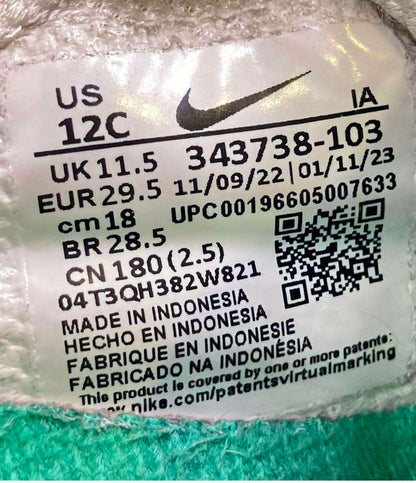 US
12C
IA
UK 11.5 343738-103
EUR 29.5 11/09/22 | 01/11/23
cm 18 UPC00196605007633
BR 28.5
CN 180 (2.5)
04T3QH382W821
MADE IN INDONESIA
HECHO EN INDONESIA
FABRIQUE EN INDONESIE
FABRICADO NA INDONÉSIA
This product is covered by one or more patents:
nike.com/patentsvirtualmarking